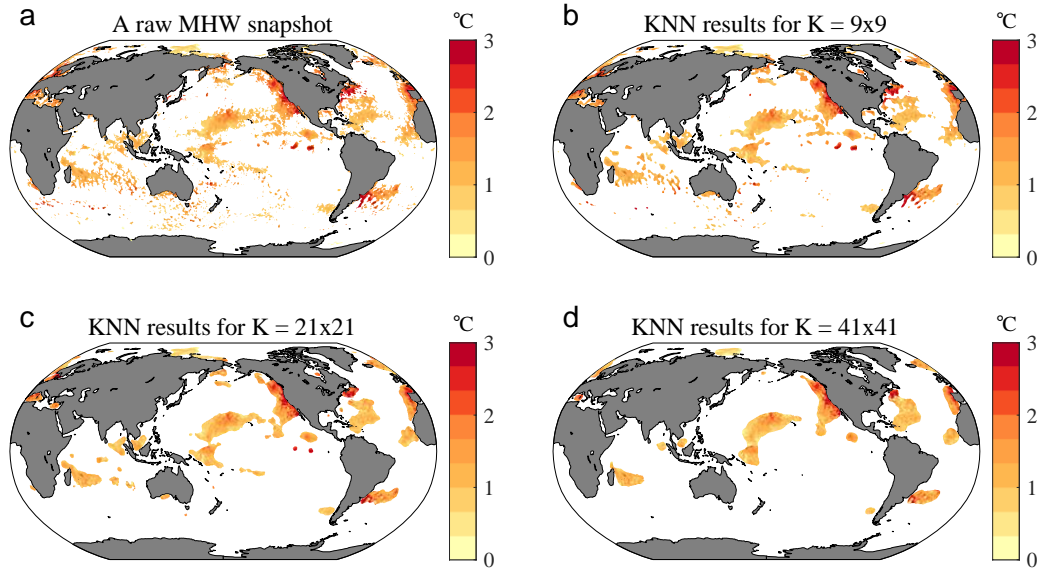 a
A raw MHW snapshot
℃
3
2
1
0
b
KNN results for K = 9x9
℃
3
2
1
0
c
KNN results for K = 21x21
℃
3
2
1
0
d
KNN results for K = 41x41
℃
3
2
1
0